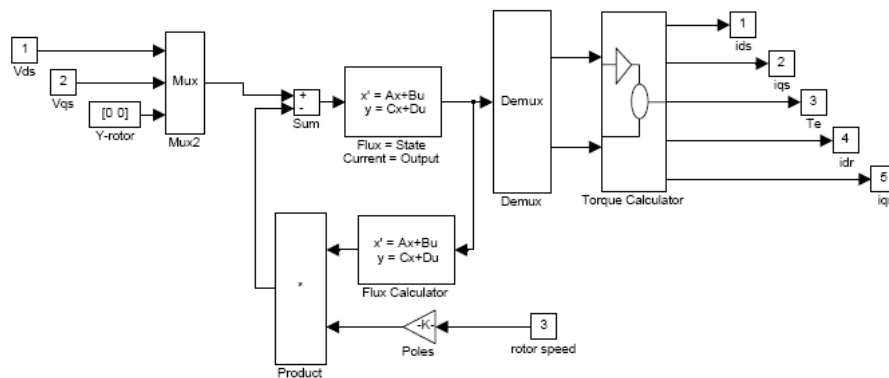 1
Vds
2
Vqs
[0 0]
Y-rotor
Mux
Mux2
+
-
Sum
x' = Ax+Bu
y = Cx+Du
Flux = State
Current = Output
Demux
Demux
Torque Calculator
1
ids
2
iqs
3
Te
4
idr
5
iq
x' = Ax+Bu
y = Cx+Du
Flux Calculator
*
Product
-K-
Poles
3
rotor speed